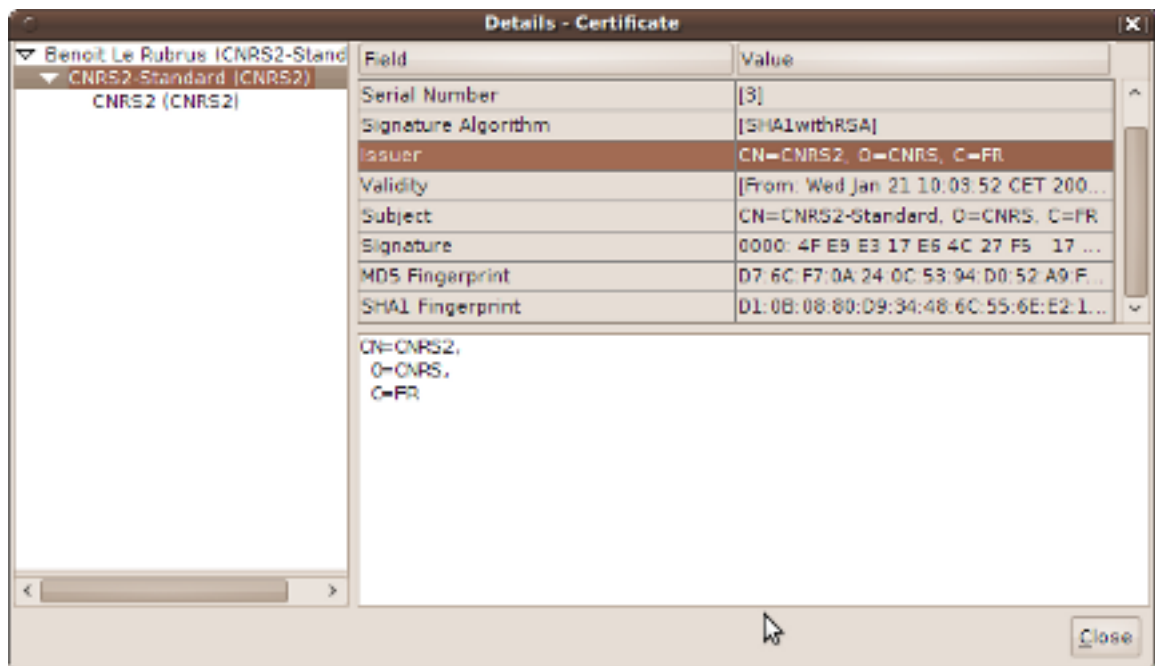 Details - Certificate
Benoit Le Rubrus (CNRS2-Stand
CNRS2-Standard (CNRS2)
CNRS2 (CNRS2)
Field Value
Serial Number [3]
Signature Algorithm [SHA1withRSA]
Issuer CN=CNRS2, O=CNRS, C=FR
Validity [From: Wed Jan 21 10:03:52 CET 200...
Subject CN=CNRS2-Standard, O=CNRS, C=FR
Signature 0000: 4F E9 E3 17 E6 4C 27 F5 17 ...
MD5 Fingerprint D7:6C:F7:0A:24:0C:53:94:D0:52:A9:F...
SHA1 Fingerprint D1:0B:08:80:D9:34:48:6C:55:6E:E2:1...
CN=CNRS2,
O=CNRS,
C=FR
Close